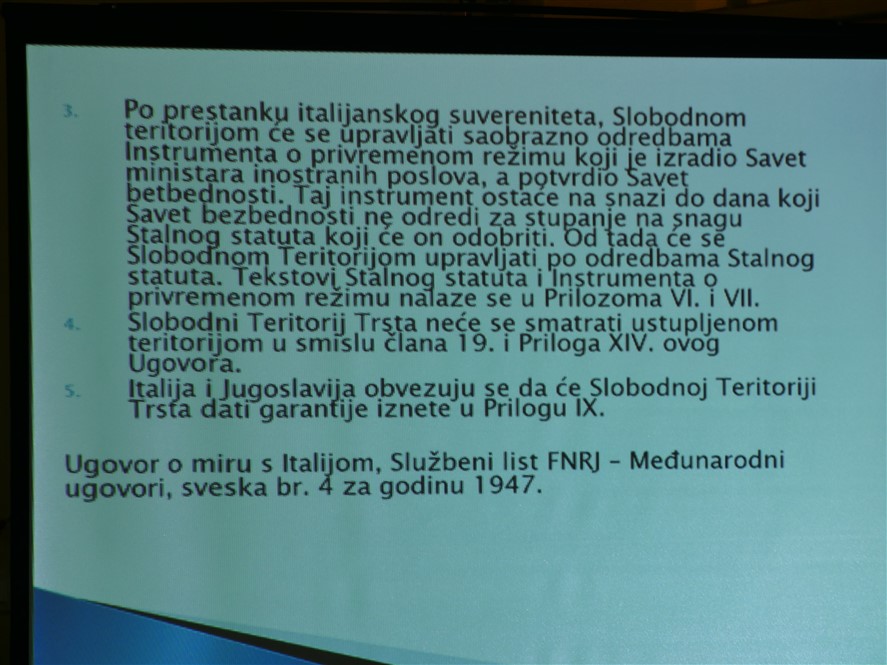 3. Po prestanku italijanskog suvereniteta, Slobodnom
teritorijom će se upravljati saobrazno odredbama
Instrumenta o privremenom režimu koji je izradio Savet
ministara inostranih poslova, a potvrdio Savet
betbednosti. Taj instrument ostaće na snazi do dana koji
Savet bezbednosti ne odredi za stupanje na snagu
Stalnog statuta koji će on odobriti. Od tada će se
Slobodnom Teritorijom upravljati po odredbama Stalnog
statuta. Tekstovi Stalnog statuta i Instrumenta o
privremenom režimu nalaze se u Prilozoma VI. i VII.
4. Slobodni Teritorij Trsta neće se smatrati ustupljenom
teritorijom u smislu člana 19. i Priloga XIV. ovog
Ugovora.
5. Italija i Jugoslavija obvezuju se da će Slobodnoj Teritoriji
Trsta dati garantije iznete u Prilogu IX.
Ugovor o miru s Italijom, Službeni list FNRJ – Međunarodni
ugovori, sveska br. 4 za godinu 1947.